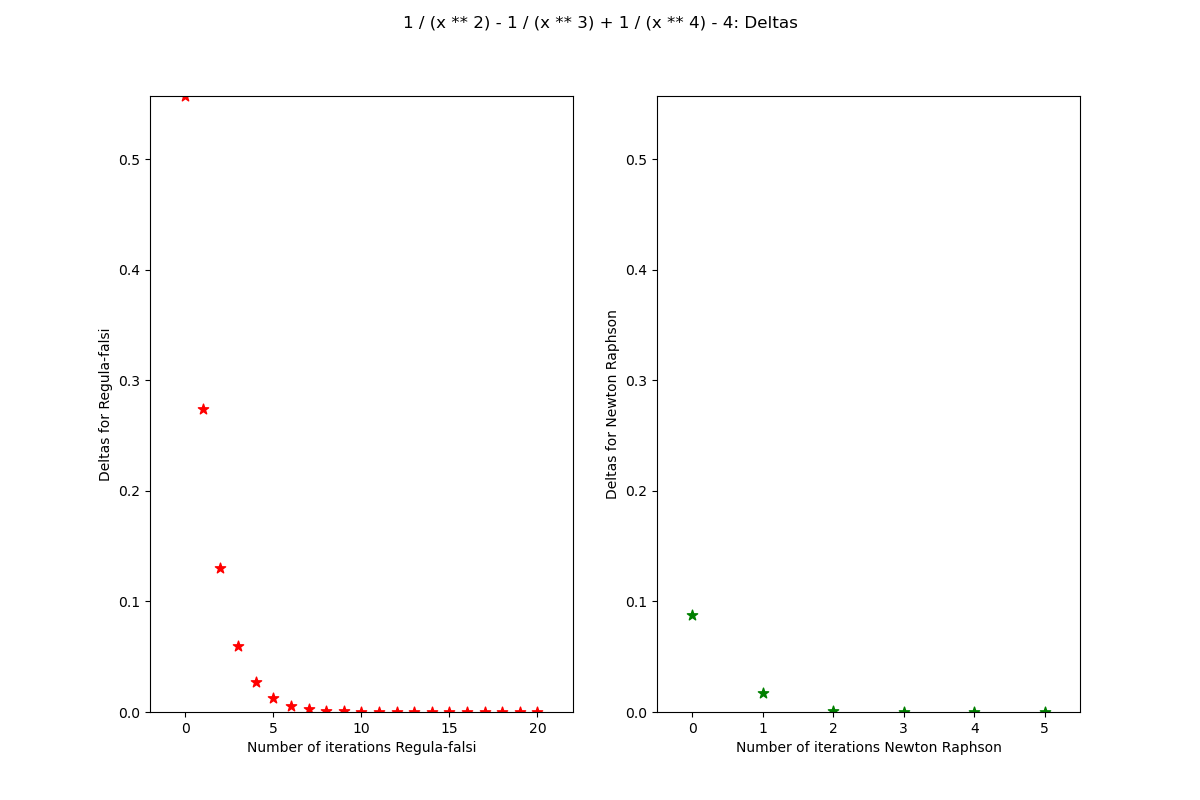 1 / (x ** 2) - 1 / (x ** 3) + 1 / (x ** 4) - 4: Deltas
Deltas for Regula-falsi
0.5
0.4
0.3
0.2
0.1
0.0
0 5 10 15 20
Number of iterations Regula-falsi
Deltas for Newton Raphson
0.5
0.4
0.3
0.2
0.1
0.0
0 1 2 3 4 5
Number of iterations Newton Raphson